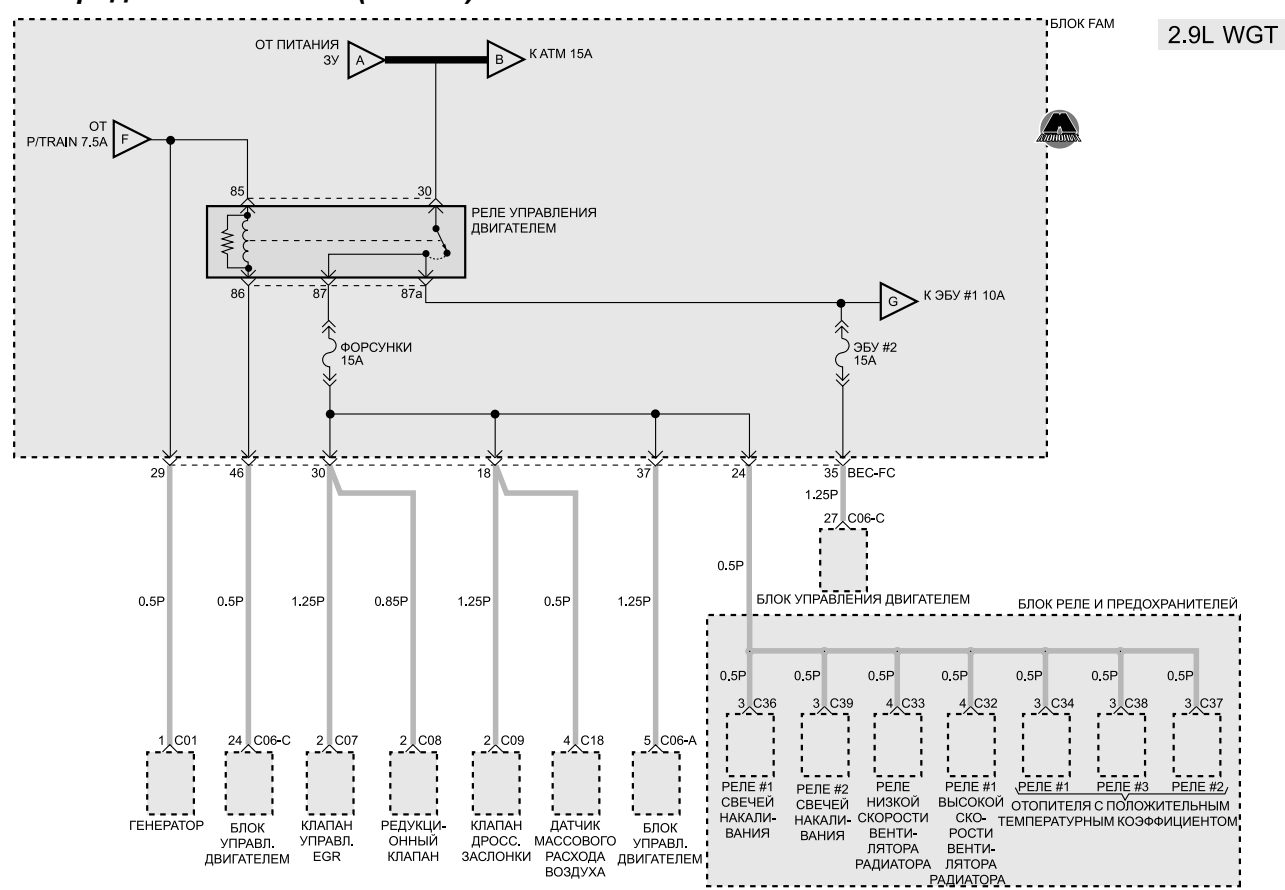 БЛОК FAM
2.9L WGT
ОТ ПИТАНИЯ
ЗУ
A
B
К АТМ 15A
ОТ
P/TRAIN 7.5A
F
85
30
РЕЛЕ УПРАВЛЕНИЯ
ДВИГАТЕЛЕМ
86
87
87a
G
К ЭБУ #1 10A
ФОРСУНКИ
15A
ЭБУ #2
15A
29
46
30
18
37
24
35
BEC-FC
1.25P
27
C06-C
0.5P
БЛОК УПРАВЛЕНИЯ ДВИГАТЕЛЕМ
0.5P
0.5P
1.25P
0.85P
1.25P
0.5P
1.25P
БЛОК РЕЛЕ И ПРЕДОХРАНИТЕЛЕЙ
0.5P
0.5P
0.5P
0.5P
0.5P
0.5P
0.5P
3 C36
3 C39
4 C33
4 C32
3 C34
3 C38
3 C37
1 C01
24 C06-C
2 C07
2 C08
2 C09
4 C18
5 C06-A
ГЕНЕРАТОР
БЛОК
УПРАВЛ.
ДВИГАТЕЛЕМ
КЛАПАН
УПРАВЛ.
EGR
РЕДУКЦИ-
ОННЫЙ
КЛАПАН
КЛАПАН
ДРОСС.
ЗАСЛОНКИ
ДАТЧИК
МАССОВОГО
РАСХОДА
ВОЗДУХА
БЛОК
УПРАВЛ.
ДВИГАТЕЛЕМ
РЕЛЕ #1
СВЕЧЕЙ
НАКАЛИ-
ВАНИЯ
РЕЛЕ #2
СВЕЧЕЙ
НАКАЛИ-
ВАНИЯ
РЕЛЕ
НИЗКОЙ
СКОРОСТИ
ВЕНТИ-
ЛЯТОРА
РАДИАТОРА
РЕЛЕ #1
ВЫСОКОЙ
СКО-
РОСТИ
ВЕНТИ-
ЛЯТОРА
РАДИАТОРА
РЕЛЕ #1
РЕЛЕ #3
РЕЛЕ #2
ОТОПИТЕЛЯ С ПОЛОЖИТЕЛЬНЫМ
ТЕМПЕРАТУРНЫМ КОЭФФИЦИЕНТОМ